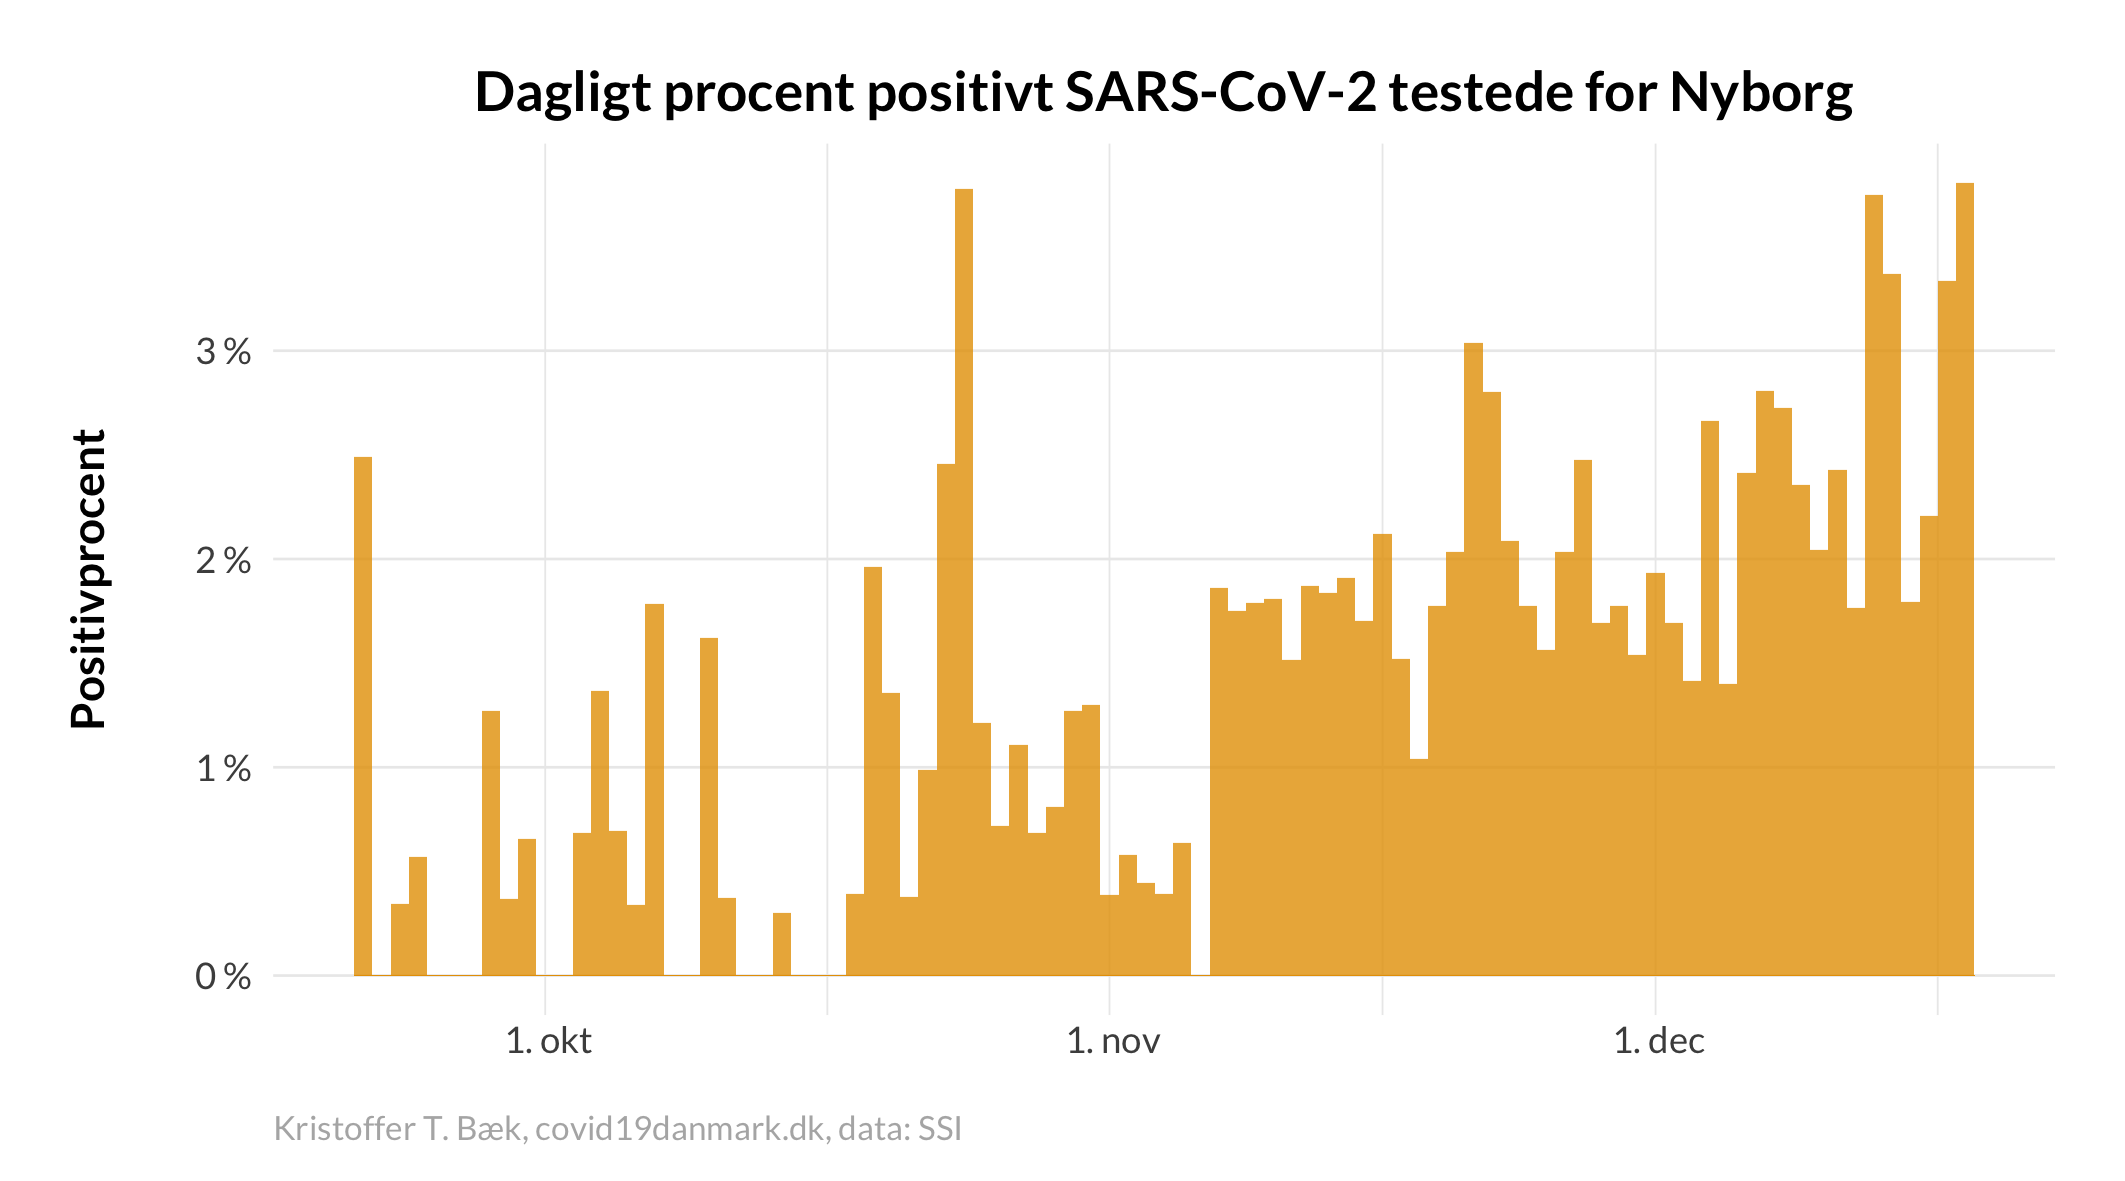 Dagligt procent positivt SARS-CoV-2 testede for Nyborg
Positivprocent
3 %
2 %
1 %
0 %
1. okt
1. nov
1. dec
Kristoffer T. Bæk, covid19danmark.dk, data: SSI